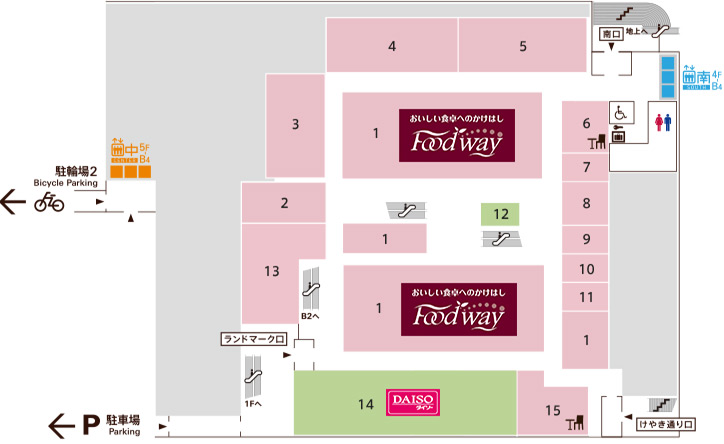 南口
地上へ
4
5
南
SOUTH
4F
B4
3
1
おいしい食卓へのかけはし
Foodway
6
中
CENTER
5F
B4
7
駐輪場2
Bicycle Parking
2
8
12
1
9
13
10
11
1
おいしい食卓へのかけはし
Foodway
B2へ
1
ランドマーク口
1Fへ
14
DAISO
ダイソー
15
P
駐車場
Parking
けやき通り口